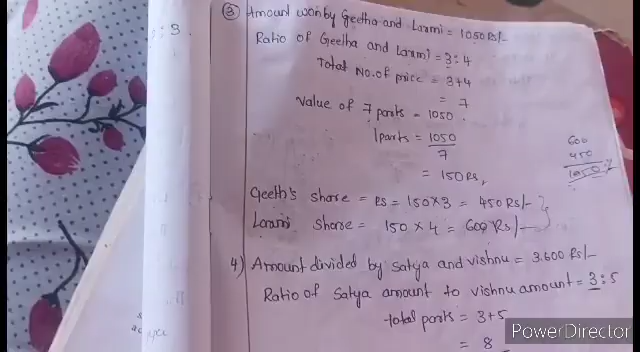 : 3.
③ Amount won by Geetha and Laxmi = 1050 Rs/-
Ratio of Geetha and Laxmi = 3:4
Total No. of price = 3+4
= 7
Value of 7 parts = 1050.
1parts = 1050
7
= 150 Rs,
600
450
1050
Geeth's share = Rs = 150×3 = 450 Rs/-
Laxmi share = 150 × 4 = 600 Rs/-
4) Amount divided by Satya and vishnu = 3.600 Rs/-
Ratio of Satya amount to vishnu amount = 3:5
total parts = 3+5
= 8
PowerDirector